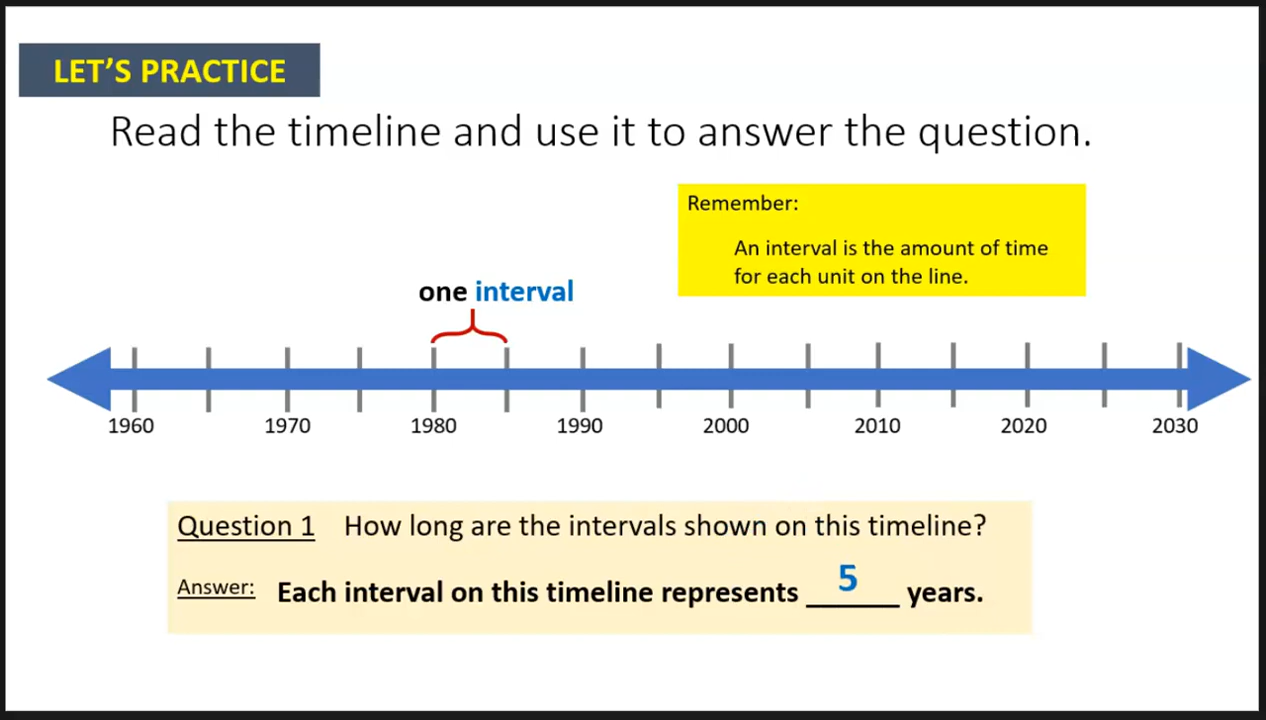 LET'S PRACTICE
Read the timeline and use it to answer the question.
Remember:
An interval is the amount of time
for each unit on the line.
one interval
1960 1970 1980 1990 2000 2010 2020 2030
Question 1 How long are the intervals shown on this timeline?
Answer: Each interval on this timeline represents 5 years.